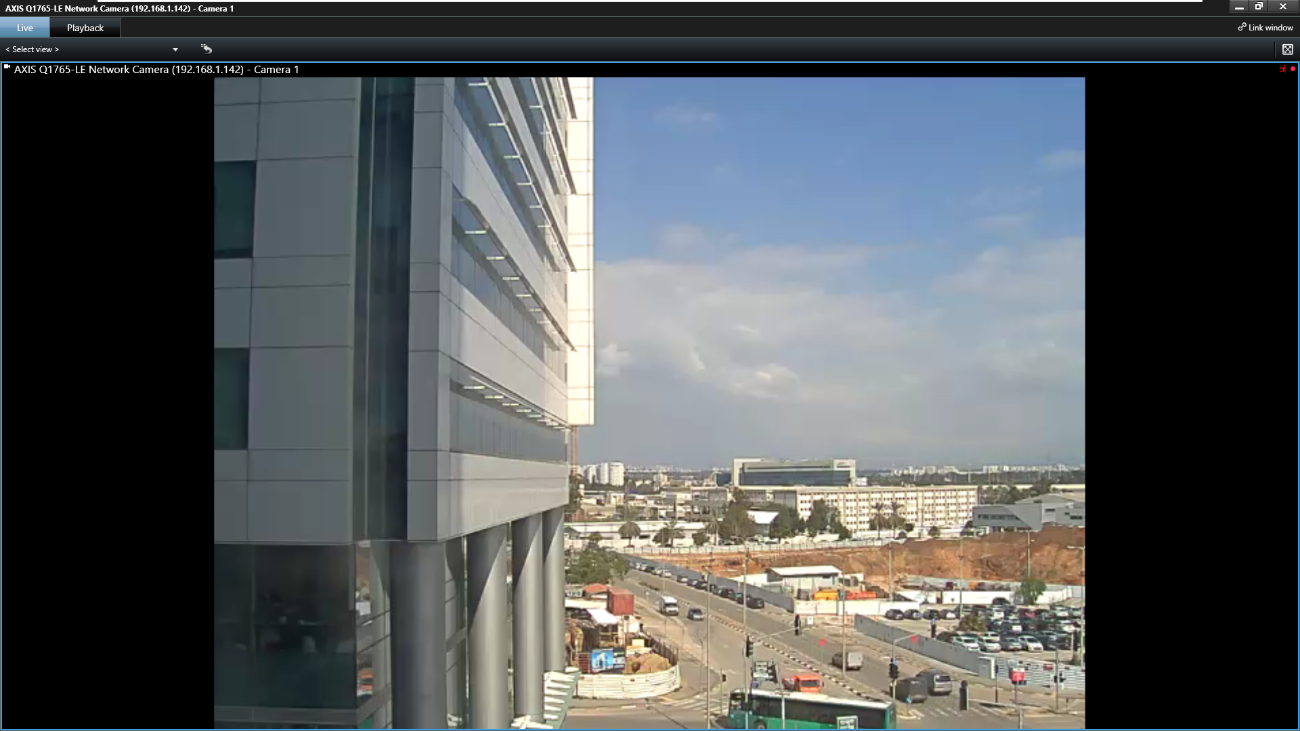 AXIS Q1765-LE Network Camera (192.168.1.142) - Camera 1
Live
Playback
Link window
< Select view >
AXIS Q1765-LE Network Camera (192.168.1.142) - Camera 1